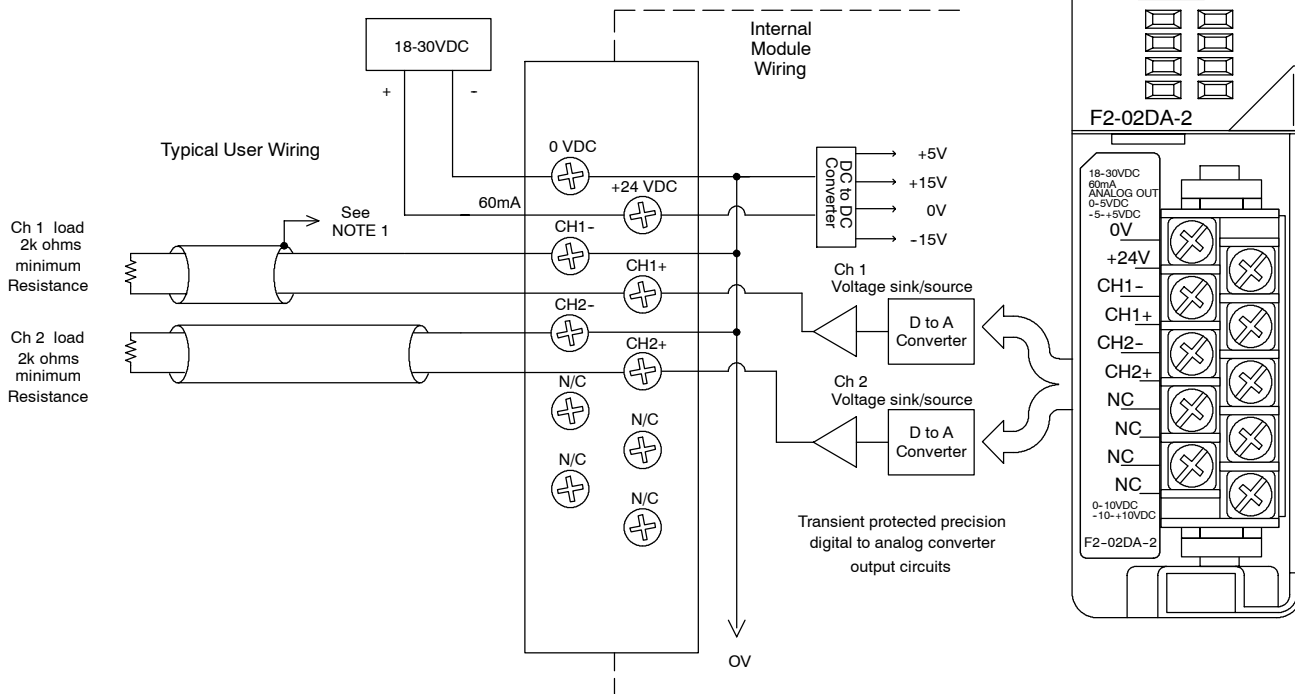 Internal
Module
Wiring
18-30VDC
+
-
Typical User Wiring
0 VDC
+24 VDC
60mA
See
NOTE 1
CH1-
CH1+
CH2-
CH2+
N/C
N/C
N/C
N/C
Ch 1 load
2k ohms
minimum
Resistance
Ch 2 load
2k ohms
minimum
Resistance
DC to DC
Converter
+5V
+15V
0V
-15V
Ch 1
Voltage sink/source
D to A
Converter
Ch 2
Voltage sink/source
D to A
Converter
Transient protected precision
digital to analog converter
output circuits
OV
F2-02DA-2
18-30VDC
60mA
ANALOG OUT
0-5VDC
-5-+5VDC
0V
+24V
CH1-
CH1+
CH2-
CH2+
NC
NC
NC
NC
0-10VDC
-10-+10VDC
F2-02DA-2